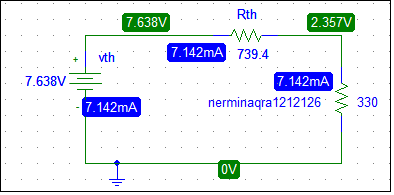 7.638V
Rth
2.357V
7.142mA
739.4
+
vth
7.638V
7.142mA
-
7.142mA
nerminaqra1212126
330
0V